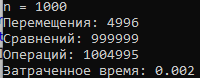 n = 1000
Перемещения: 4996
Сравнений: 999999
Операций: 1004995
Затраченное время: 0.002